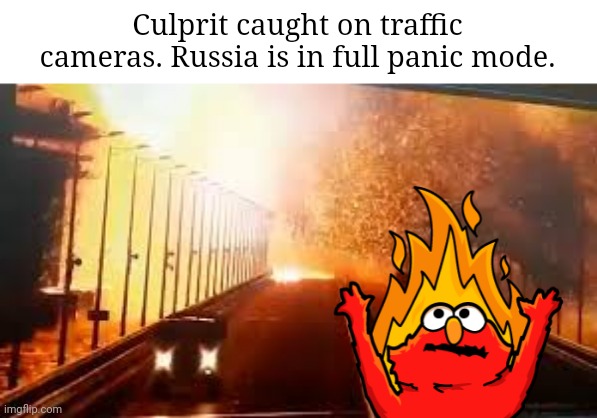 Culprit caught on traffic
cameras. Russia is in full panic mode.
imgflip.com